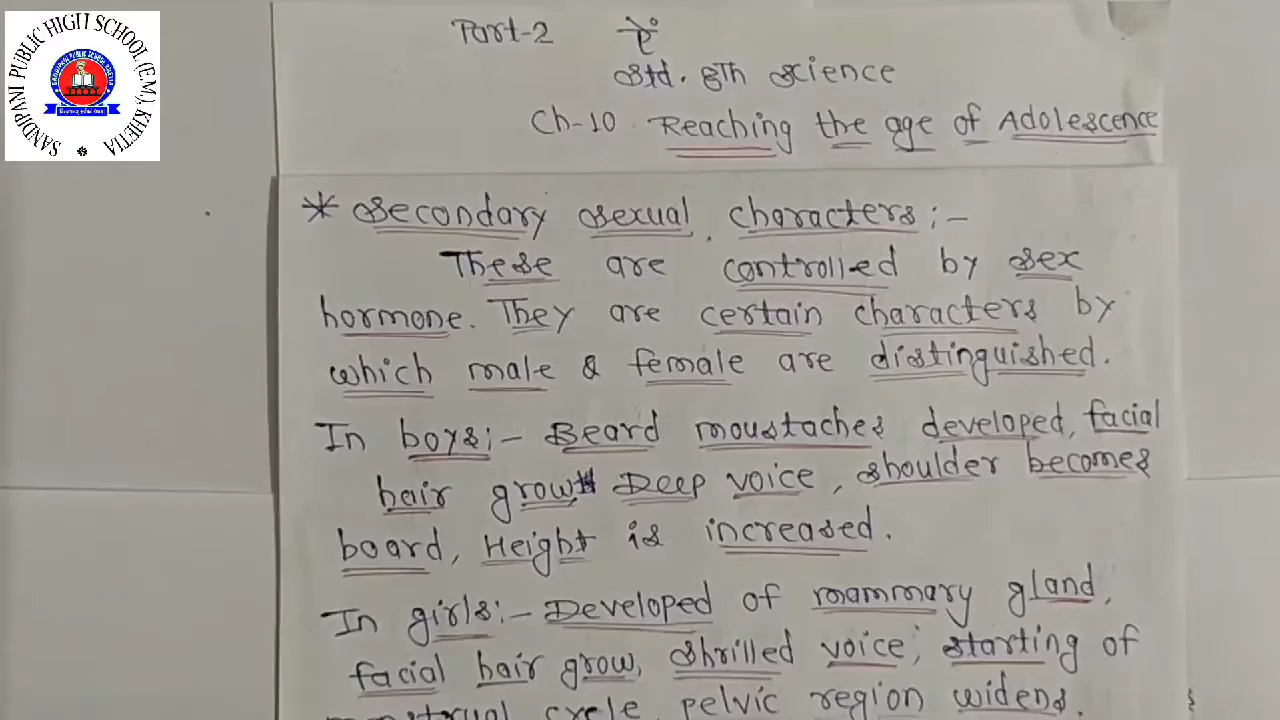 SANDIPANI PUBLIC HIGH SCHOOL (E.M.), KHETIA
Part-2 ऐं
Std. 8th Science
Ch-10 Reaching the age of Adolescence
* Secondary sexual characters:-
These are controlled by sex
hormone. They are certain characters by
which male & female are distinguished.
In boys:- Beard moustaches developed, facial
hair grow Deep voice, shoulder becomes
board, Height is increased.
In girls:- Developed of mammary gland,
facial hair grow, shrilled voice, starting of
menstrual cycle, pelvic region widens.